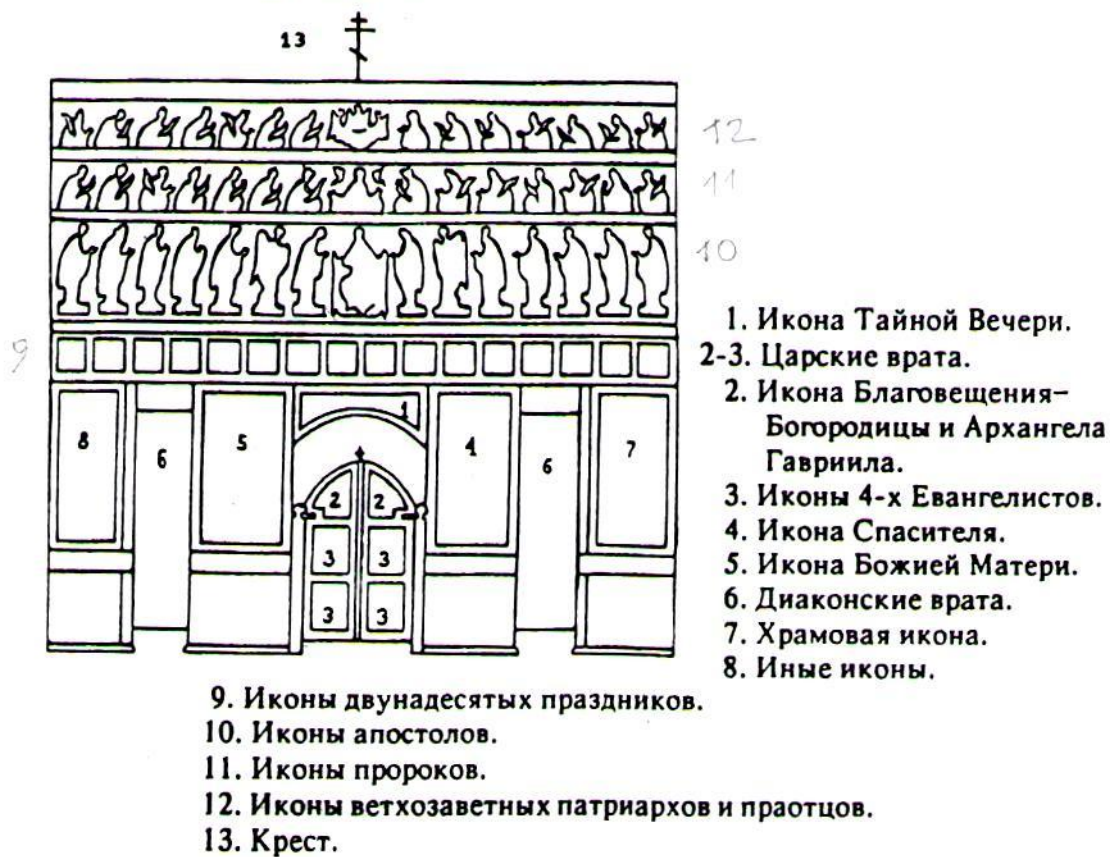 13
12
11
10
9
8
6
5
1
4
6
7
2
2
3
3
3
3
1. Икона Тайной Вечери.
2-3. Царские врата.
2. Икона Благовещения–
Богородицы и Архангела
Гавриила.
3. Иконы 4-х Евангелистов.
4. Икона Спасителя.
5. Икона Божией Матери.
6. Диаконские врата.
7. Храмовая икона.
8. Иные иконы.
9. Иконы двунадесятых праздников.
10. Иконы апостолов.
11. Иконы пророков.
12. Иконы ветхозаветных патриархов и праотцов.
13. Крест.